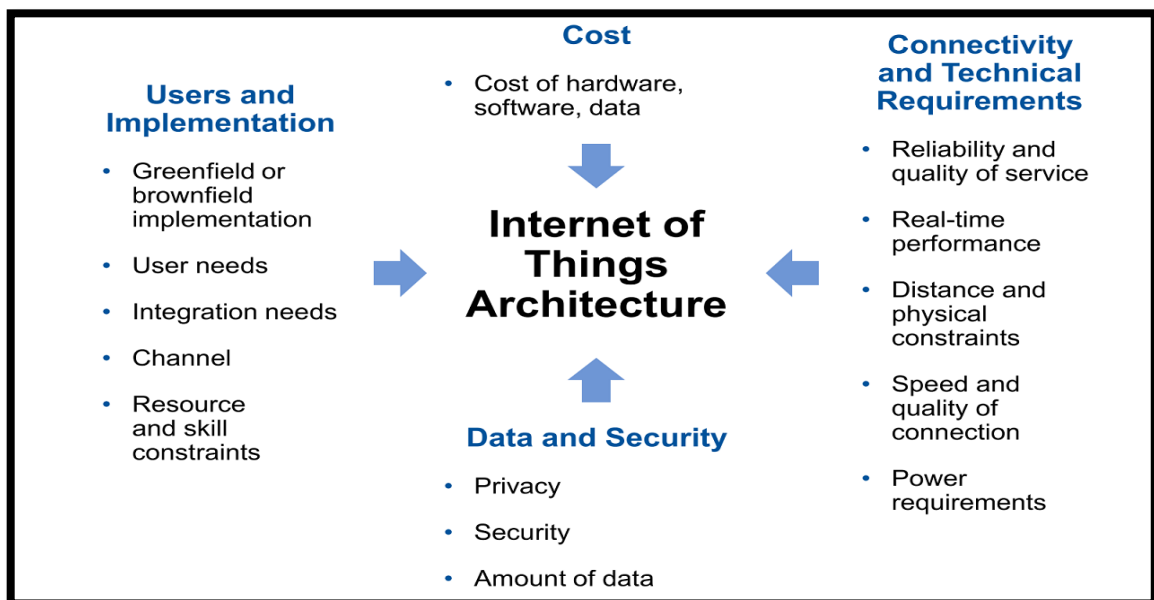 Cost
• Cost of hardware,
software, data
Users and
Implementation
• Greenfield or
brownfield
implementation
• User needs
• Integration needs
• Channel
• Resource
and skill
constraints
Internet of
Things
Architecture
Connectivity
and Technical
Requirements
• Reliability and
quality of service
• Real-time
performance
• Distance and
physical
constraints
• Speed and
quality of
connection
• Power
requirements
Data and Security
• Privacy
• Security
• Amount of data